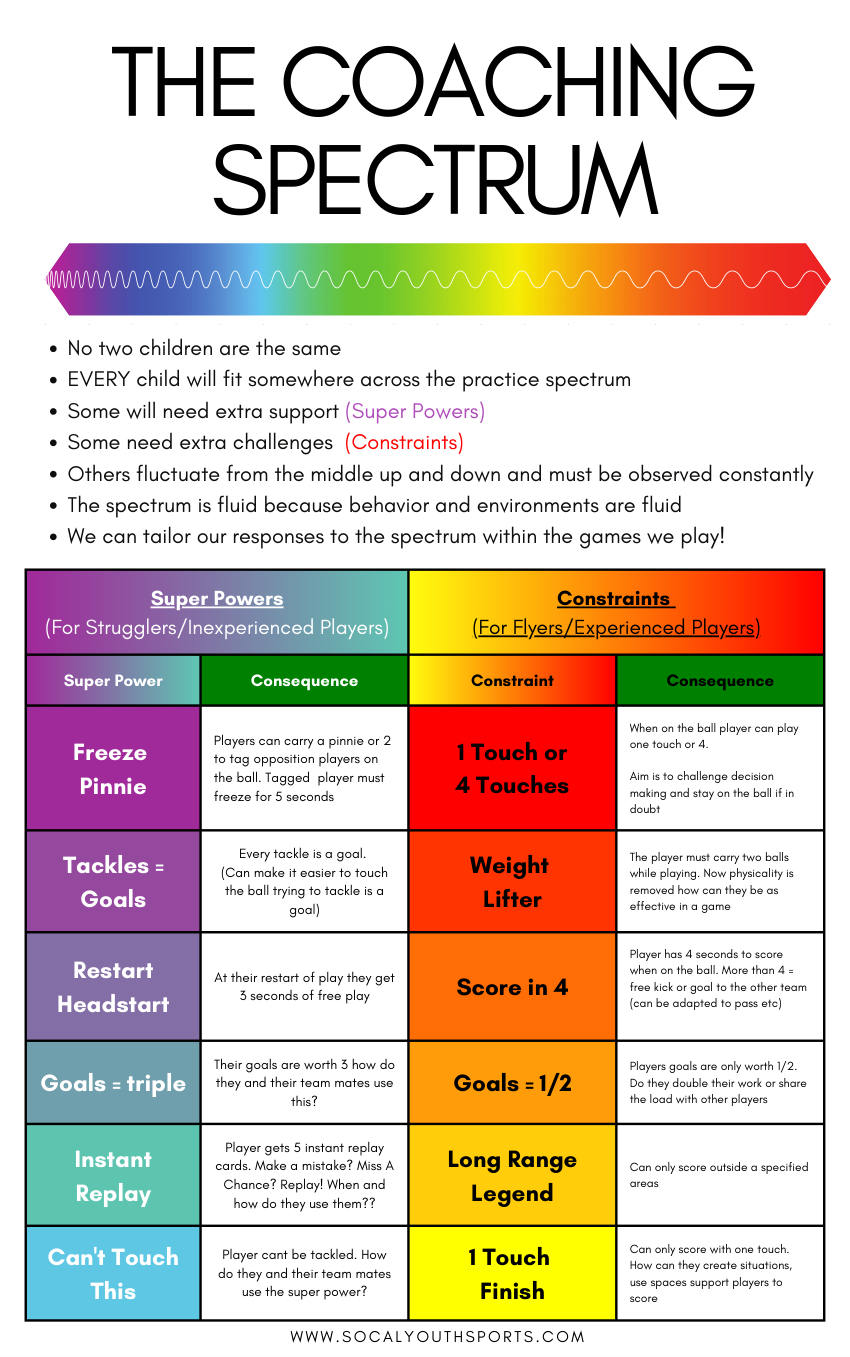 THE COACHING
SPECTRUM
• No two children are the same
• EVERY child will fit somewhere across the practice spectrum
• Some will need extra support (Super Powers)
• Some need extra challenges (Constraints)
• Others fluctuate from the middle up and down and must be observed constantly
• The spectrum is fluid because behavior and environments are fluid
• We can tailor our responses to the spectrum within the games we play!
Super Powers
(For Strugglers/Inexperienced Players)
Constraints
(For Flyers/Experienced Players)
Super Power
Consequence
Constraint
Consequence
Freeze
Pinnie
Players can carry a pinnie or 2
to tag opposition players on
the ball. Tagged player must
freeze for 5 seconds
1 Touch or
4 Touches
When on the ball player can play
one touch or 4.
Aim is to challenge decision
making and stay on the ball if in
doubt
Tackles =
Goals
Every tackle is a goal.
(Can make it easier to touch
the ball trying to tackle is a
goal)
Weight
Lifter
The player must carry two balls
while playing. Now physicality is
removed how can they be as
effective in a game
Restart
Headstart
At their restart of play they get
3 seconds of free play
Score in 4
Player has 4 seconds to score
when on the ball. More than 4 =
free kick or goal to the other team
(can be adapted to pass etc)
Goals = triple
Their goals are worth 3 how do
they and their team mates use
this?
Goals = 1/2
Players goals are only worth 1/2.
Do they double their work or share
the load with other players
Instant
Replay
Player gets 5 instant replay
cards. Make a mistake? Miss A
Chance? Replay! When and
how do they use them??
Long Range
Legend
Can only score outside a specified
areas
Can't Touch
This
Player cant be tackled. How
do they and their team mates
use the super power?
1 Touch
Finish
Can only score with one touch.
How can they create situations,
use spaces support players to
score
WWW.SOCALYOUTHSPORTS.COM